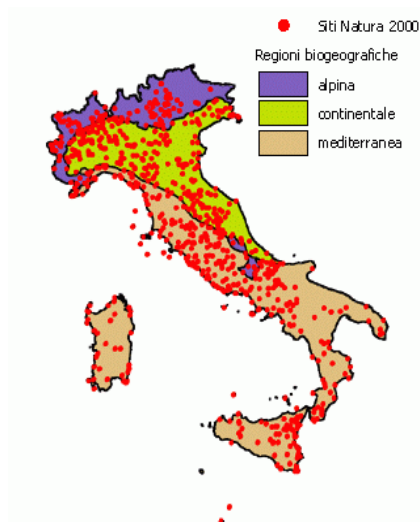 Siti Natura 2000
Regioni biogeografiche
alpina
continentale
mediterranea